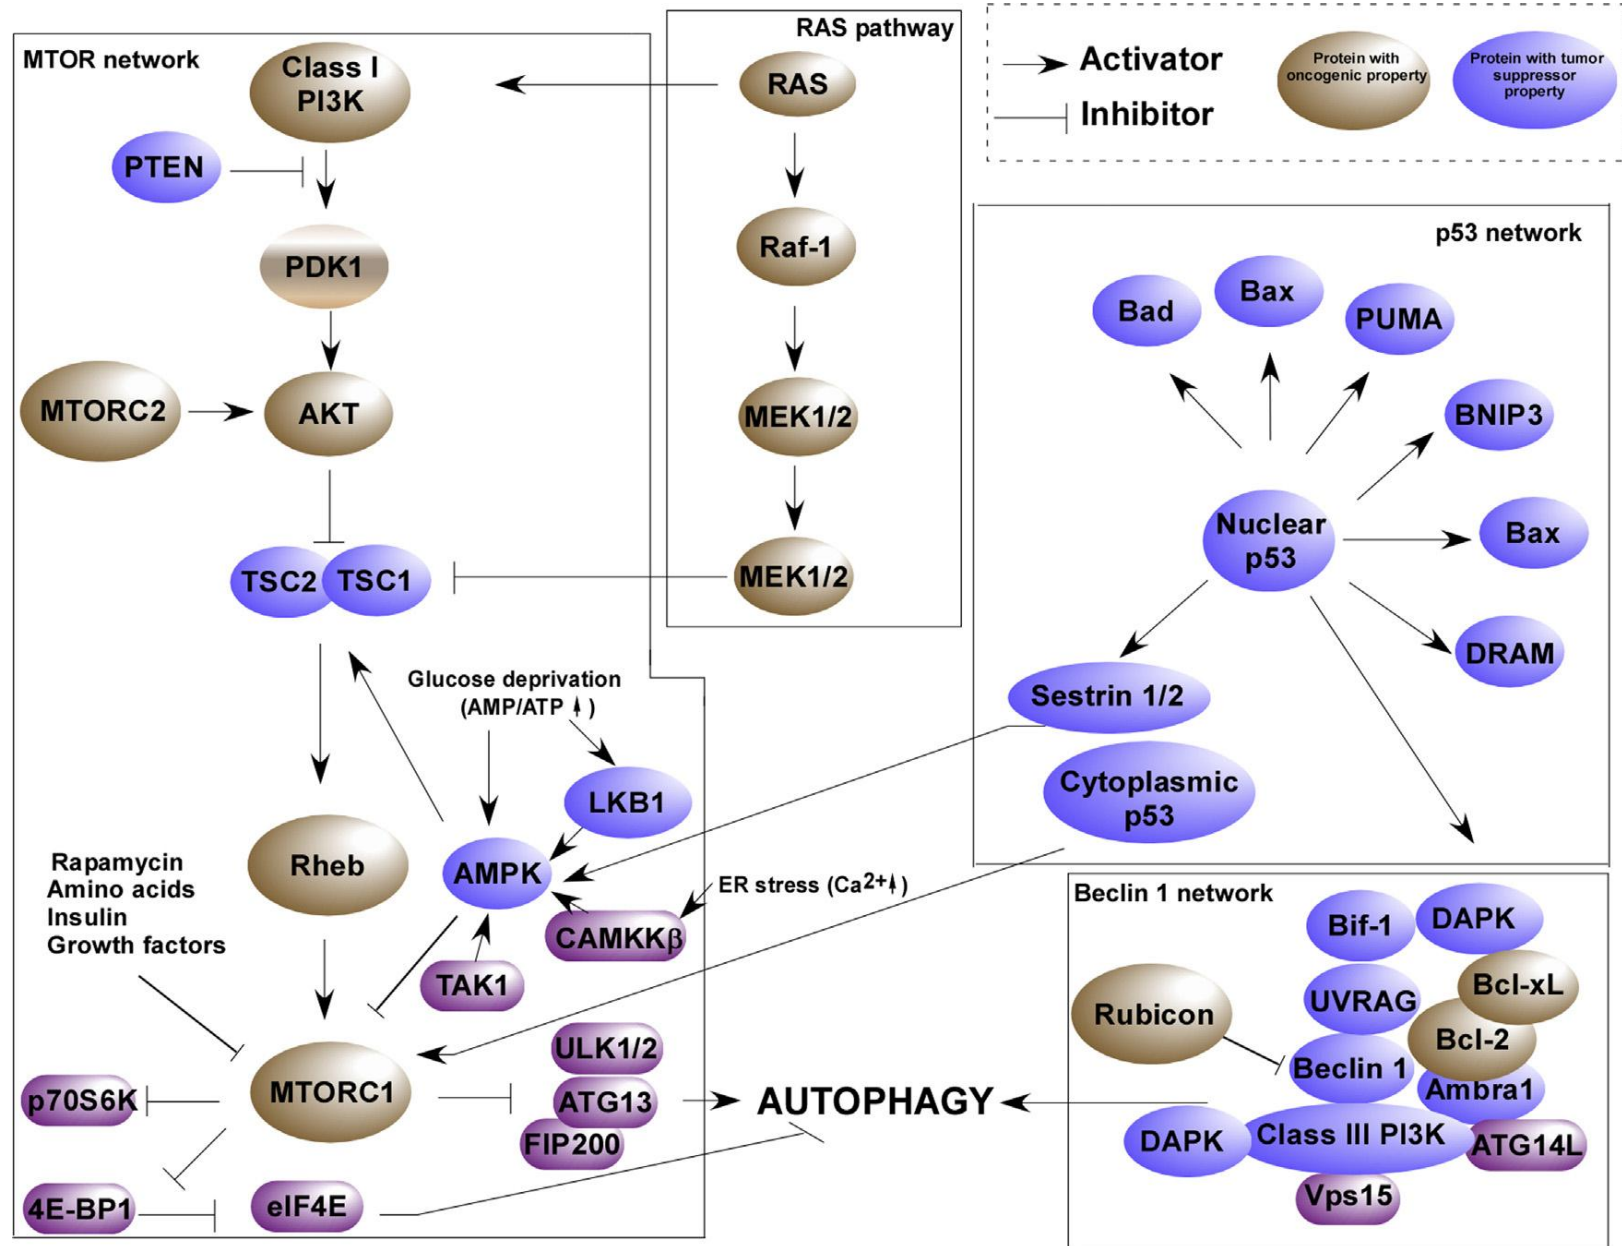 MTOR network
Class I
PI3K
PTEN
PDK1
MTORC2
AKT
TSC2
TSC1
Glucose deprivation
(AMP/ATP )
LKB1
Rheb
AMPK
Rapamycin
Amino acids
Insulin
Growth factors
ER stress (Ca2+ )
CAMKKβ
TAK1
MTORC1
p70S6K
4E-BP1
eIF4E
ULK1/2
ATG13
FIP200
AUTOPHAGY
RAS pathway
RAS
Raf-1
MEK1/2
MEK1/2
Activator
Inhibitor
Protein with
oncogenic property
Protein with tumor
suppressor
property
p53 network
Bad
Bax
PUMA
BNIP3
Nuclear
p53
Bax
DRAM
Sestrin 1/2
Cytoplasmic
p53
Beclin 1 network
Bif-1
DAPK
UVRAG
Bcl-xL
Rubicon
Bcl-2
Beclin 1
Ambra1
DAPK
Class III PI3K
ATG14L
Vps15